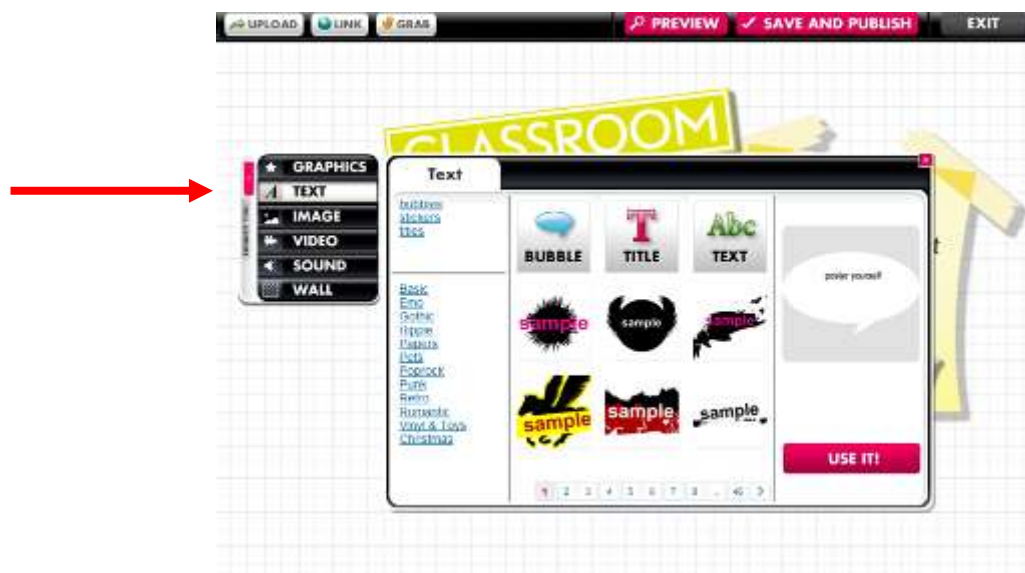 UPLOAD LINK GRAB PREVIEW SAVE AND PUBLISH EXIT
CLASSROOM
GRAPHICS
TEXT
IMAGE
VIDEO
SOUND
WALL
Text
bubbles
stickers
titles
Basic
Emo
Gothic
Hippie
Papers
Pets
Poprock
Punk
Retro
Romantic
Vinyl & Toys
Christmas
BUBBLE
Abc
TITLE
TEXT
sample sample sample
sample sample sample
1 2 3 4 5 6 7 8
poster yourself
USE IT!